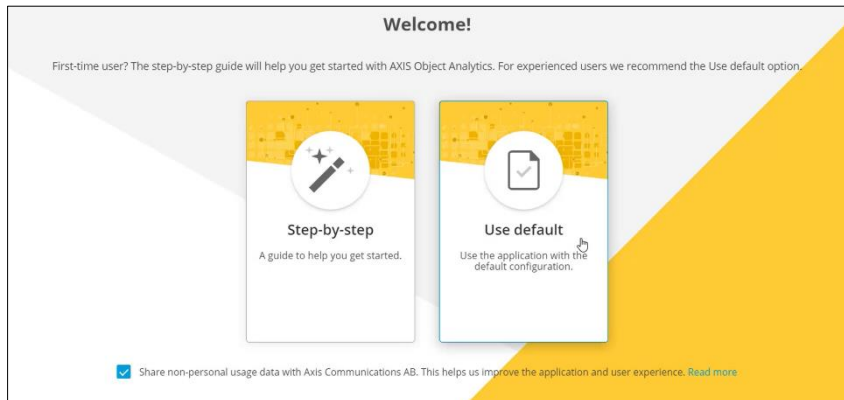 Welcome!
First-time user? The step-by-step guide will help you get started with AXIS Object Analytics. For experienced users we recommend the Use default option.
Step-by-step
A guide to help you get started.
Use default
Use the application with the
default configuration.
Share non-personal usage data with Axis Communications AB. This helps us improve the application and user experience. Read more